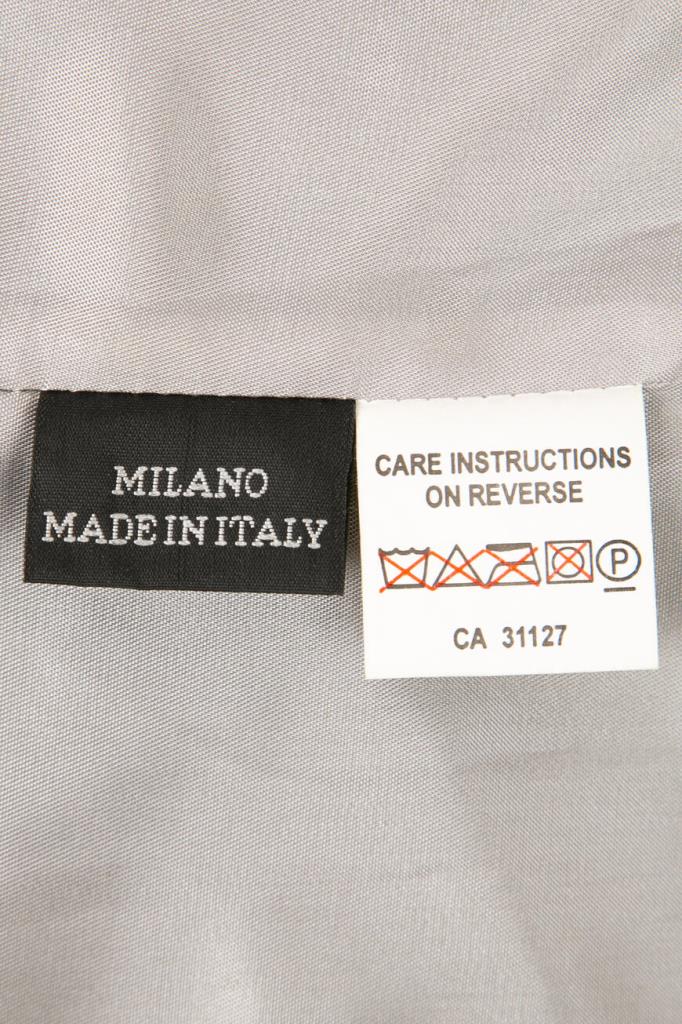 MILANO
MADE IN ITALY
CARE INSTRUCTIONS
ON REVERSE
P
CA 31127